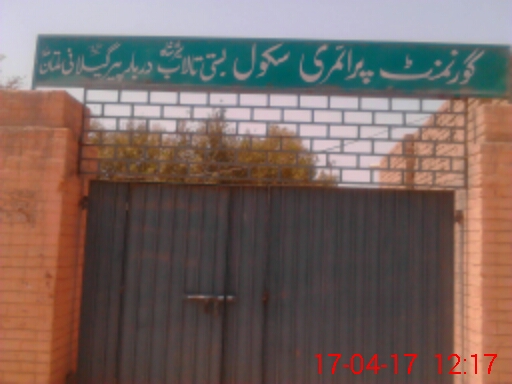 گورنمنٹ پرائمری سکول بستی تالاب دربار پیر گیلانی ملتان
17-04-17 12:17